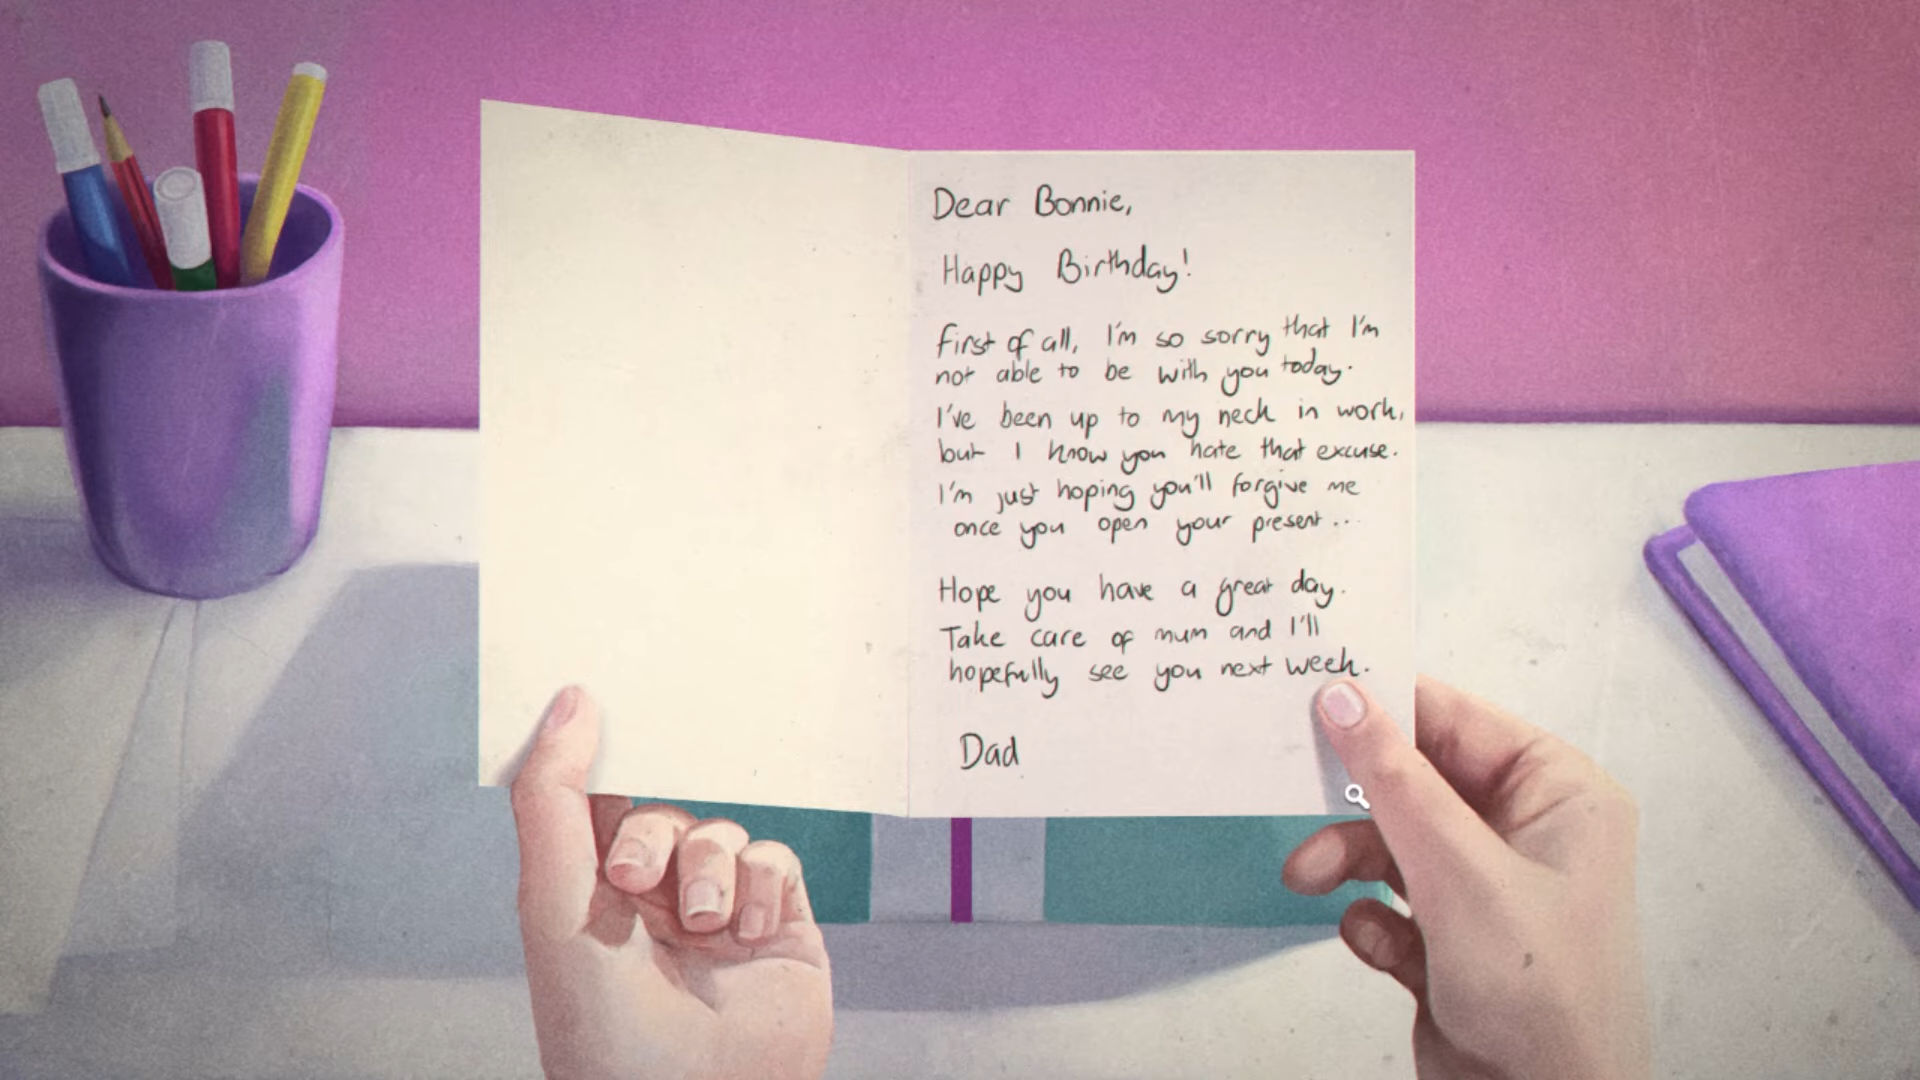 Dear Bonnie,
Happy Birthday!
First of all, I'm so sorry that I'm
not able to be with you today.
I've been up to my neck in work,
but I know you hate that excuse.
I'm just hoping you'll forgive me
once you open your present...
Hope you have a great day.
Take care of mum and I'll
hopefully see you next week.
Dad